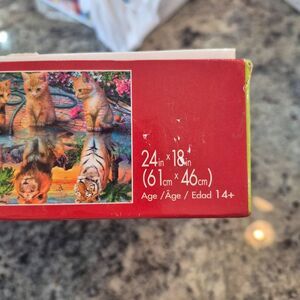 24in x 18in
(61cm x 46cm)
Age /Âge / Edad 14+